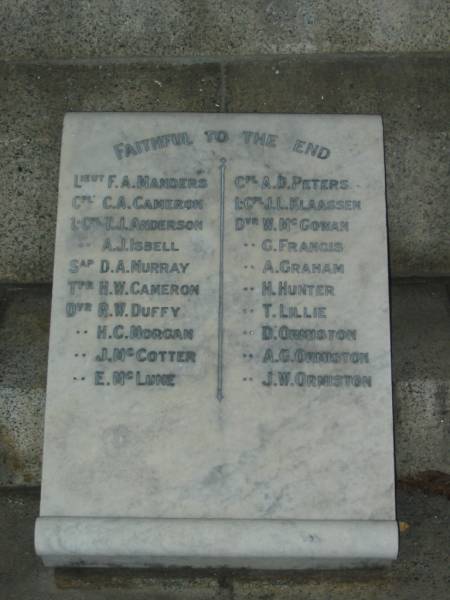 FAITHFUL TO THE END
LIEUT F.A. MANDERS
CPL C.A. CAMERON
L-CPL T.J. ANDERSON
" A.J. ISBELL
SAP D.A. MURRAY
TPR H.W. CAMERON
DVR R.W. DUFFY
" H.C. MORGAN
" J. MCCOTTER
" E. MCLUNE
CPL A.D. PETERS
L-CPL J.L. KLAASSEN
DVR W. MCGOWAN
" G. FRANCIS
" A. GRAHAM
" H. HUNTER
" T. LILLIE
" D. ORMISTON
" A.G. ORMISTON
" J.W. ORMISTON